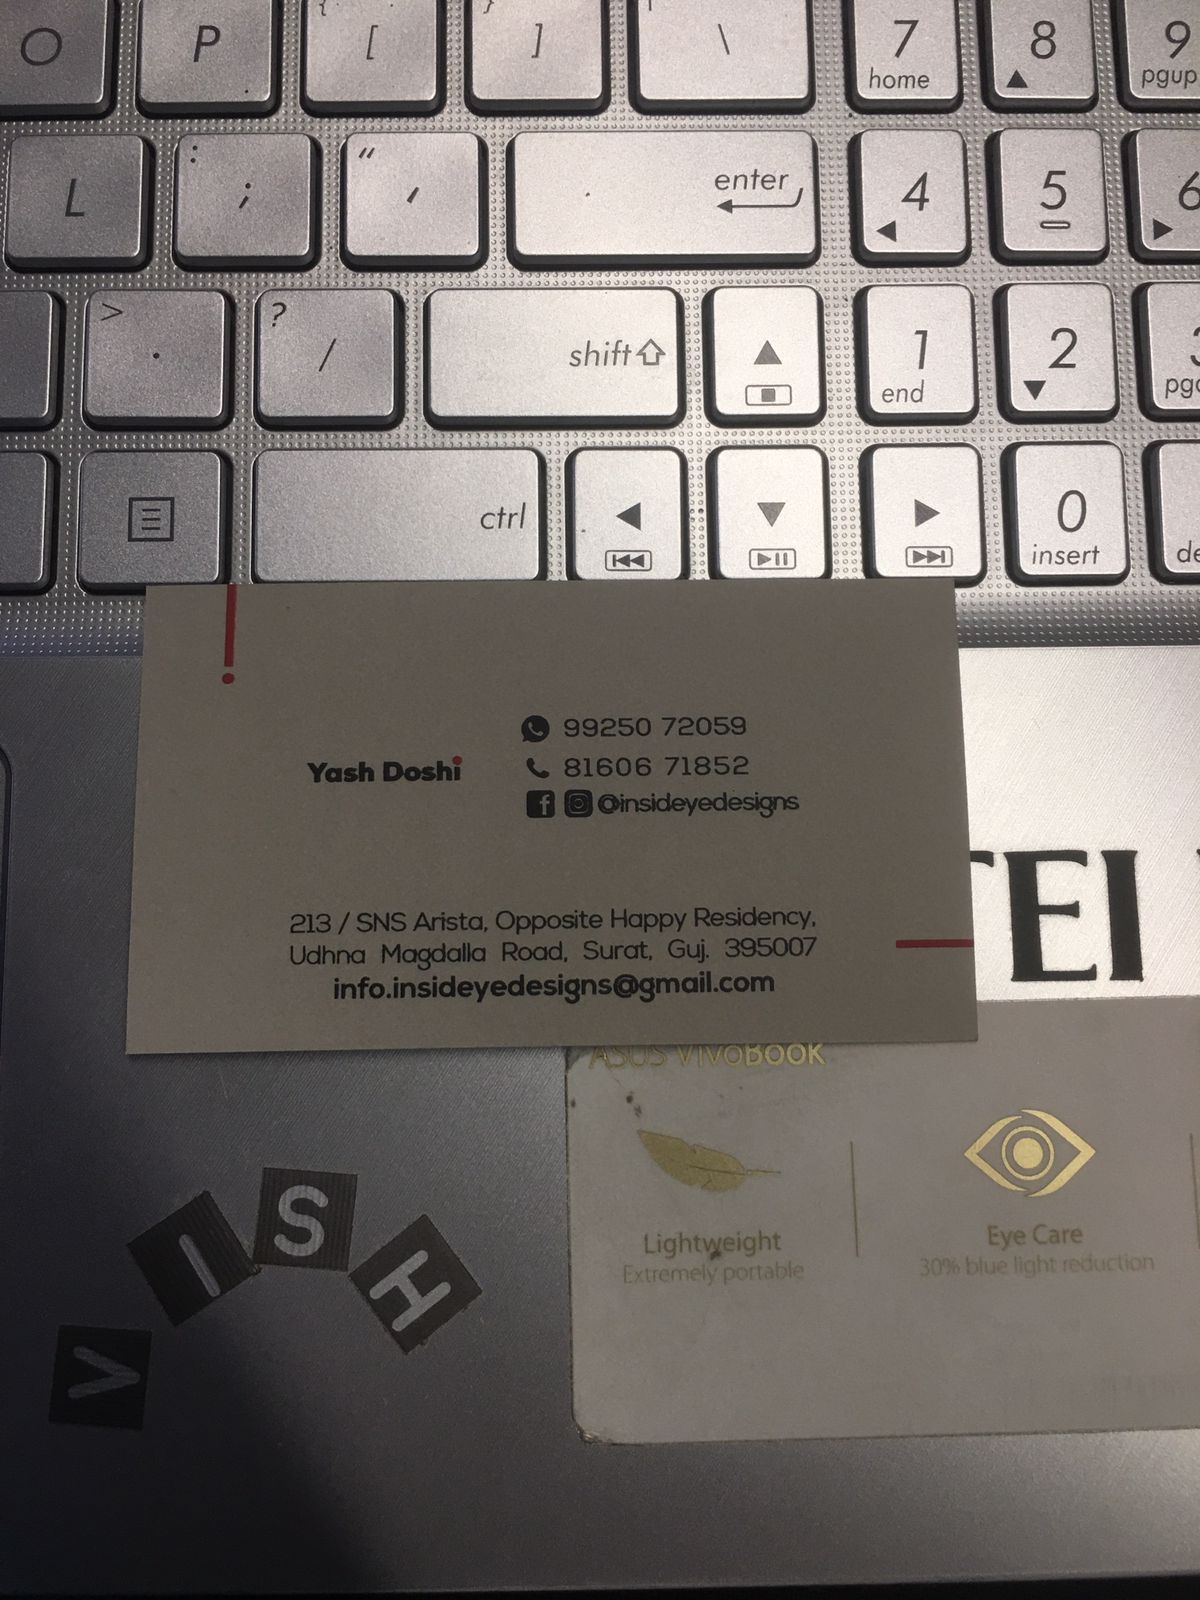 O P { [ } ] \ 7 home 8 9 pgup
L : ; " ' enter 4 5 6
> . ? / shift 1 end 2
ctrl 0 insert
Yash Doshi
99250 72059
81606 71852
@insideyedesigns
213 / SNS Arista, Opposite Happy Residency,
Udhna Magdalla Road, Surat, Guj. 395007
info.insideyedesigns@gmail.com
TEI
ASUS VIVOBOOK
Lightweight
Extremely portable
Eye Care
30% blue light reduction
VISH